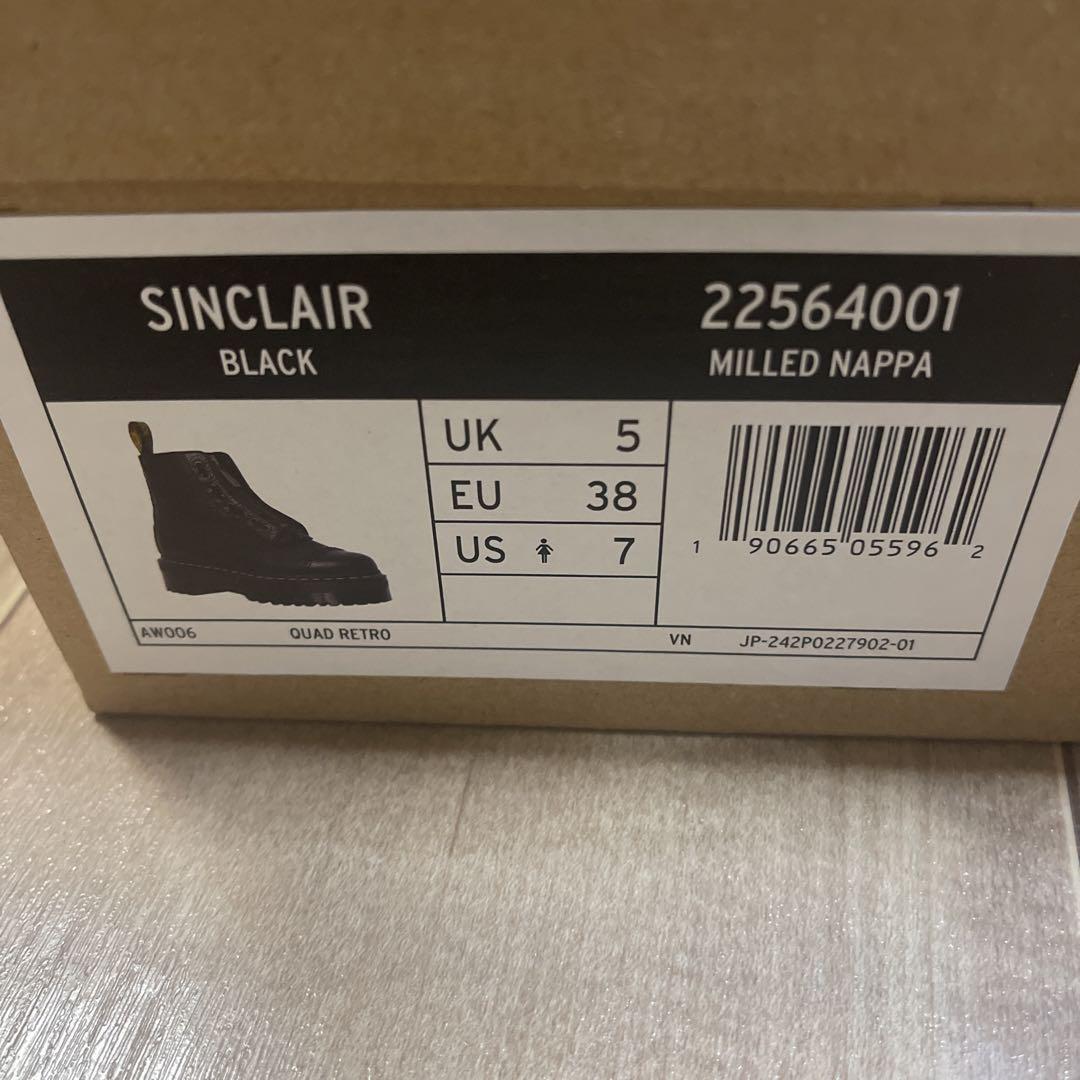 SINCLAIR
BLACK
22564001
MILLED NAPPA
UK 5
EU 38
US 7
1 90665 05596 2
AW006 QUAD RETRO VN JP-242P0227902-01